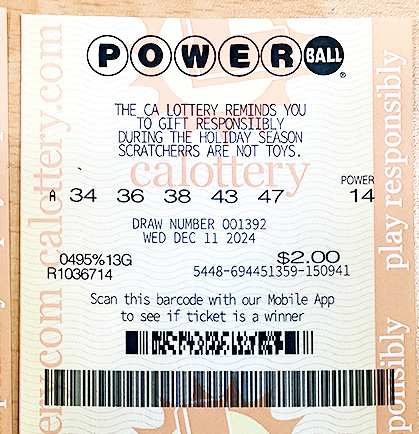 POWERBALL®
THE CA LOTTERY REMINDS YOU
TO GIFT RESPONSIIBLY
DURING THE HOLIDAY SEASON
SCRATCHERRS ARE NOT TOYS.
calottery
POWER
A 34 36 38 43 47 14
DRAW NUMBER 001392
WED DEC 11 2024
0495%13G $2.00
R1036714 5448-694451359-150941
Scan this barcode with our Mobile App
to see if ticket is a winner
ery.com calottery.com
play responsibly
ponsibly